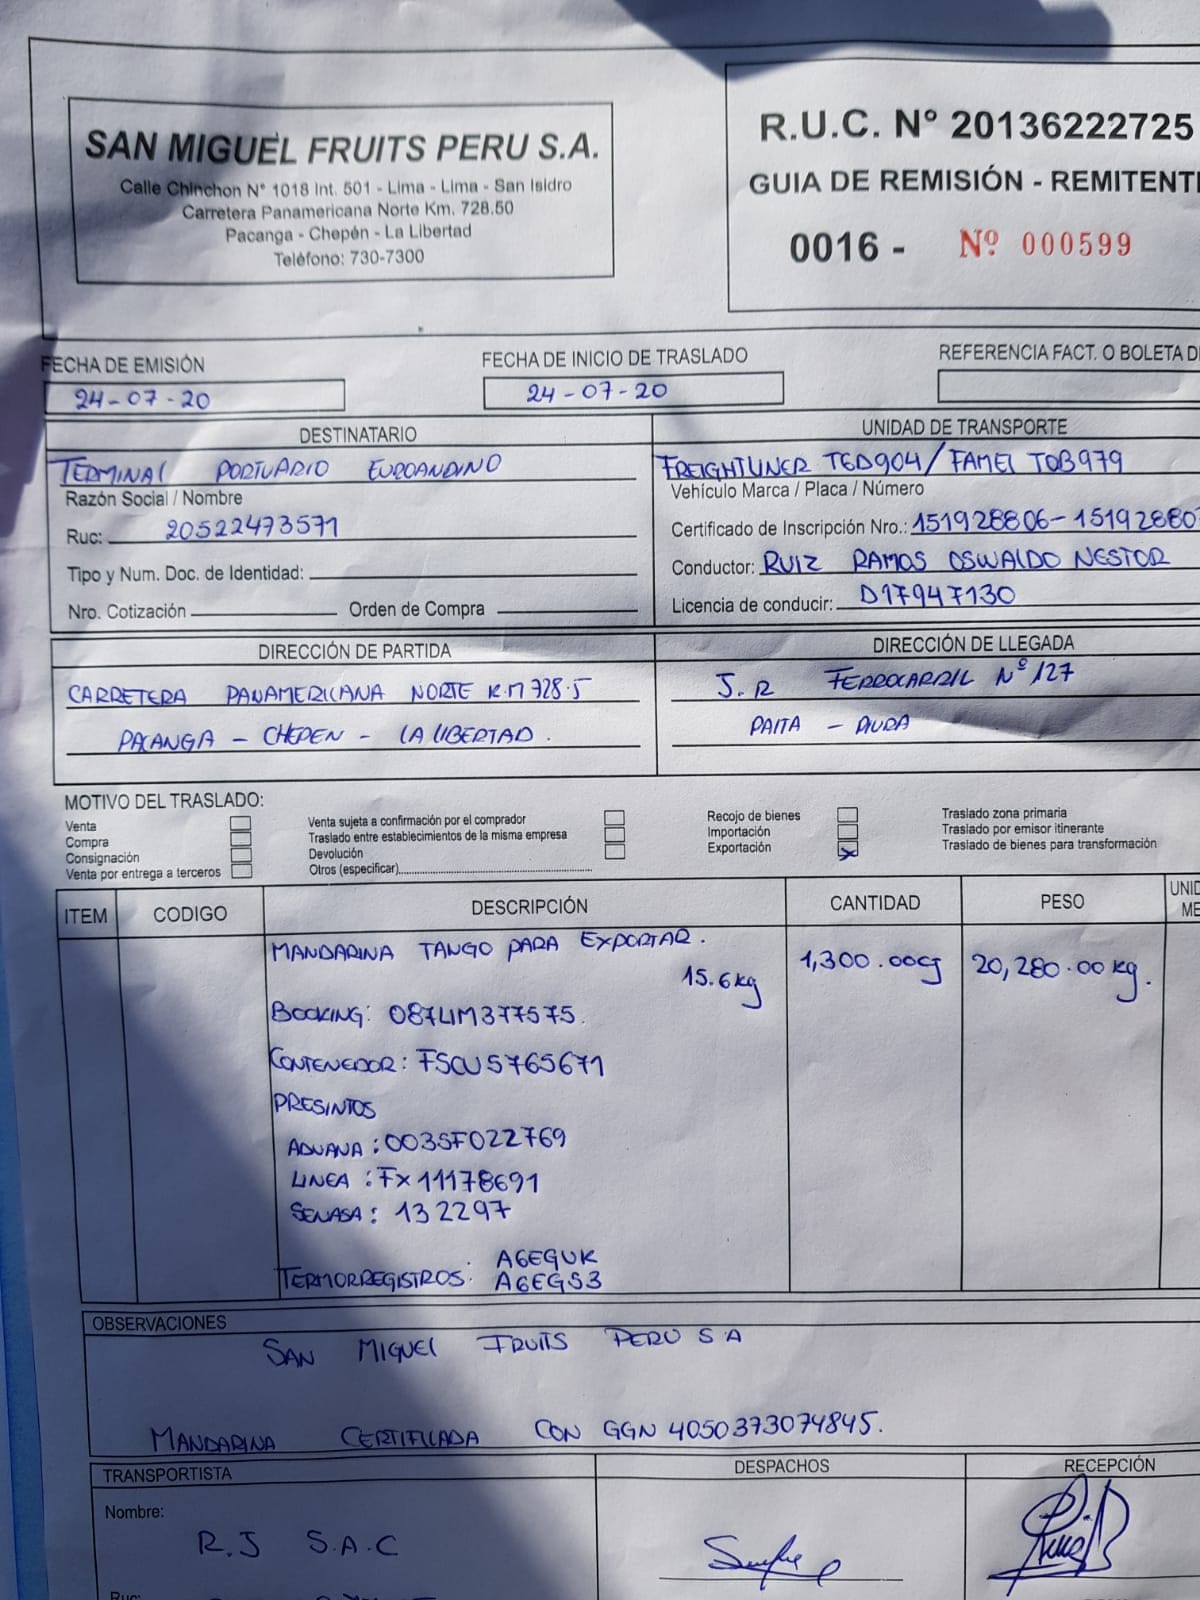 SAN MIGUEL FRUITS PERU S.A.
Calle Chinchon N° 1018 Int. 501 - Lima - Lima - San Isidro
Carretera Panamericana Norte Km. 728.50
Pacanga - Chepén - La Libertad
Teléfono: 730-7300
R.U.C. N° 20136222725
GUIA DE REMISIÓN - REMITENTE
0016 - Nº 000599
FECHA DE EMISIÓN
24-07-20
FECHA DE INICIO DE TRASLADO
24-07-20
REFERENCIA FACT. O BOLETA
DESTINATARIO
TERMINAL PORTUARIO EUROANDINO
Razón Social / Nombre
Ruc: 20522473571
Tipo y Num. Doc. de Identidad:
Nro. Cotización Orden de Compra
UNIDAD DE TRANSPORTE
FREIGHTLINER T6D904/ FAMEI TOB979
Vehículo Marca / Placa / Número
Certificado de Inscripción Nro.: 151928806-15192880
Conductor: RUIZ RAMOS OSWALDO NESTOR
Licencia de conducir: D17947130
DIRECCIÓN DE PARTIDA
CARRETERA PANAMERICANA NORTE KM 728.5
PACANGA - CHEPEN - LA LIBERTAD.
DIRECCIÓN DE LLEGADA
J.R FERROCARRIL N° 127
PAITA - PIURA
MOTIVO DEL TRASLADO:
Venta
Compra
Consignación
Venta por entrega a terceros
Venta sujeta a confirmación por el comprador
Traslado entre establecimientos de la misma empresa
Devolución
Otros (especificar)
Recojo de bienes
Importación
Exportación X
Traslado zona primaria
Traslado por emisor itinerante
Traslado de bienes para transformación
ITEM CODIGO DESCRIPCIÓN CANTIDAD PESO UNID
ME
MANDARINA TANGO PARA EXPORTAR.
15.6kg 1,300.00cj 20,280.00 kg.
BOOKING: 087LIM377575.
CONTENEDOR: FSCU5765671
PRESINTOS
ADUANA : 003SF022769
LINEA : Fx 11178691
SENASA : 132297
TERMORREGISTROS: A6EGUK
A6EGS3
OBSERVACIONES
SAN MIGUEL FRUITS PERU S.A
MANDARINA CERTIFICADA CON GGN 4050373074845.
TRANSPORTISTA
Nombre:
R.J S.A.C
Ruc:
DESPACHOS
RECEPCIÓN